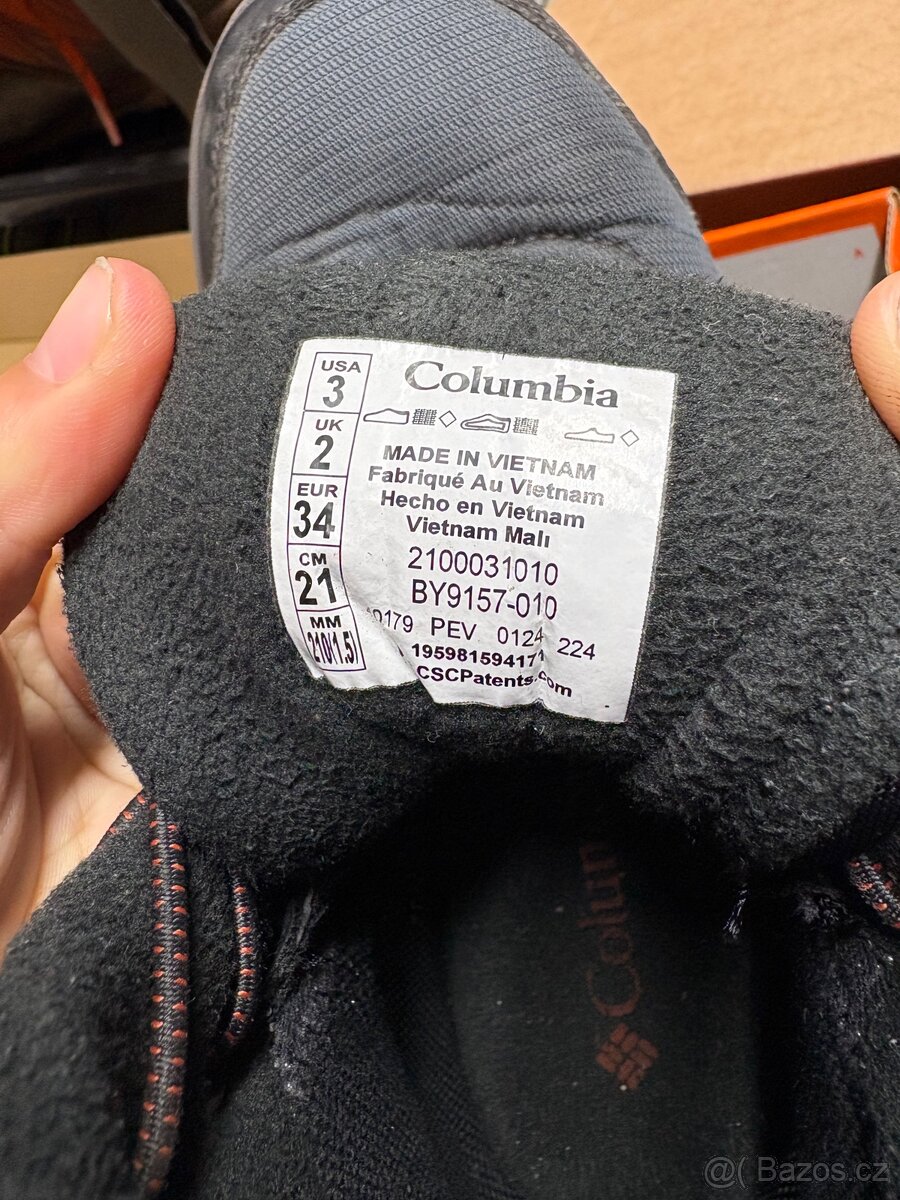 USA
3
UK
2
EUR
34
CM
21
MM
210(1.5)
Columbia
MADE IN VIETNAM
Fabriqué Au Vietnam
Hecho en Vietnam
Vietnam Malı
2100031010
BY9157-010
PEV 0124 224
CSCPatents.com
Colum
@( Bazos.cz